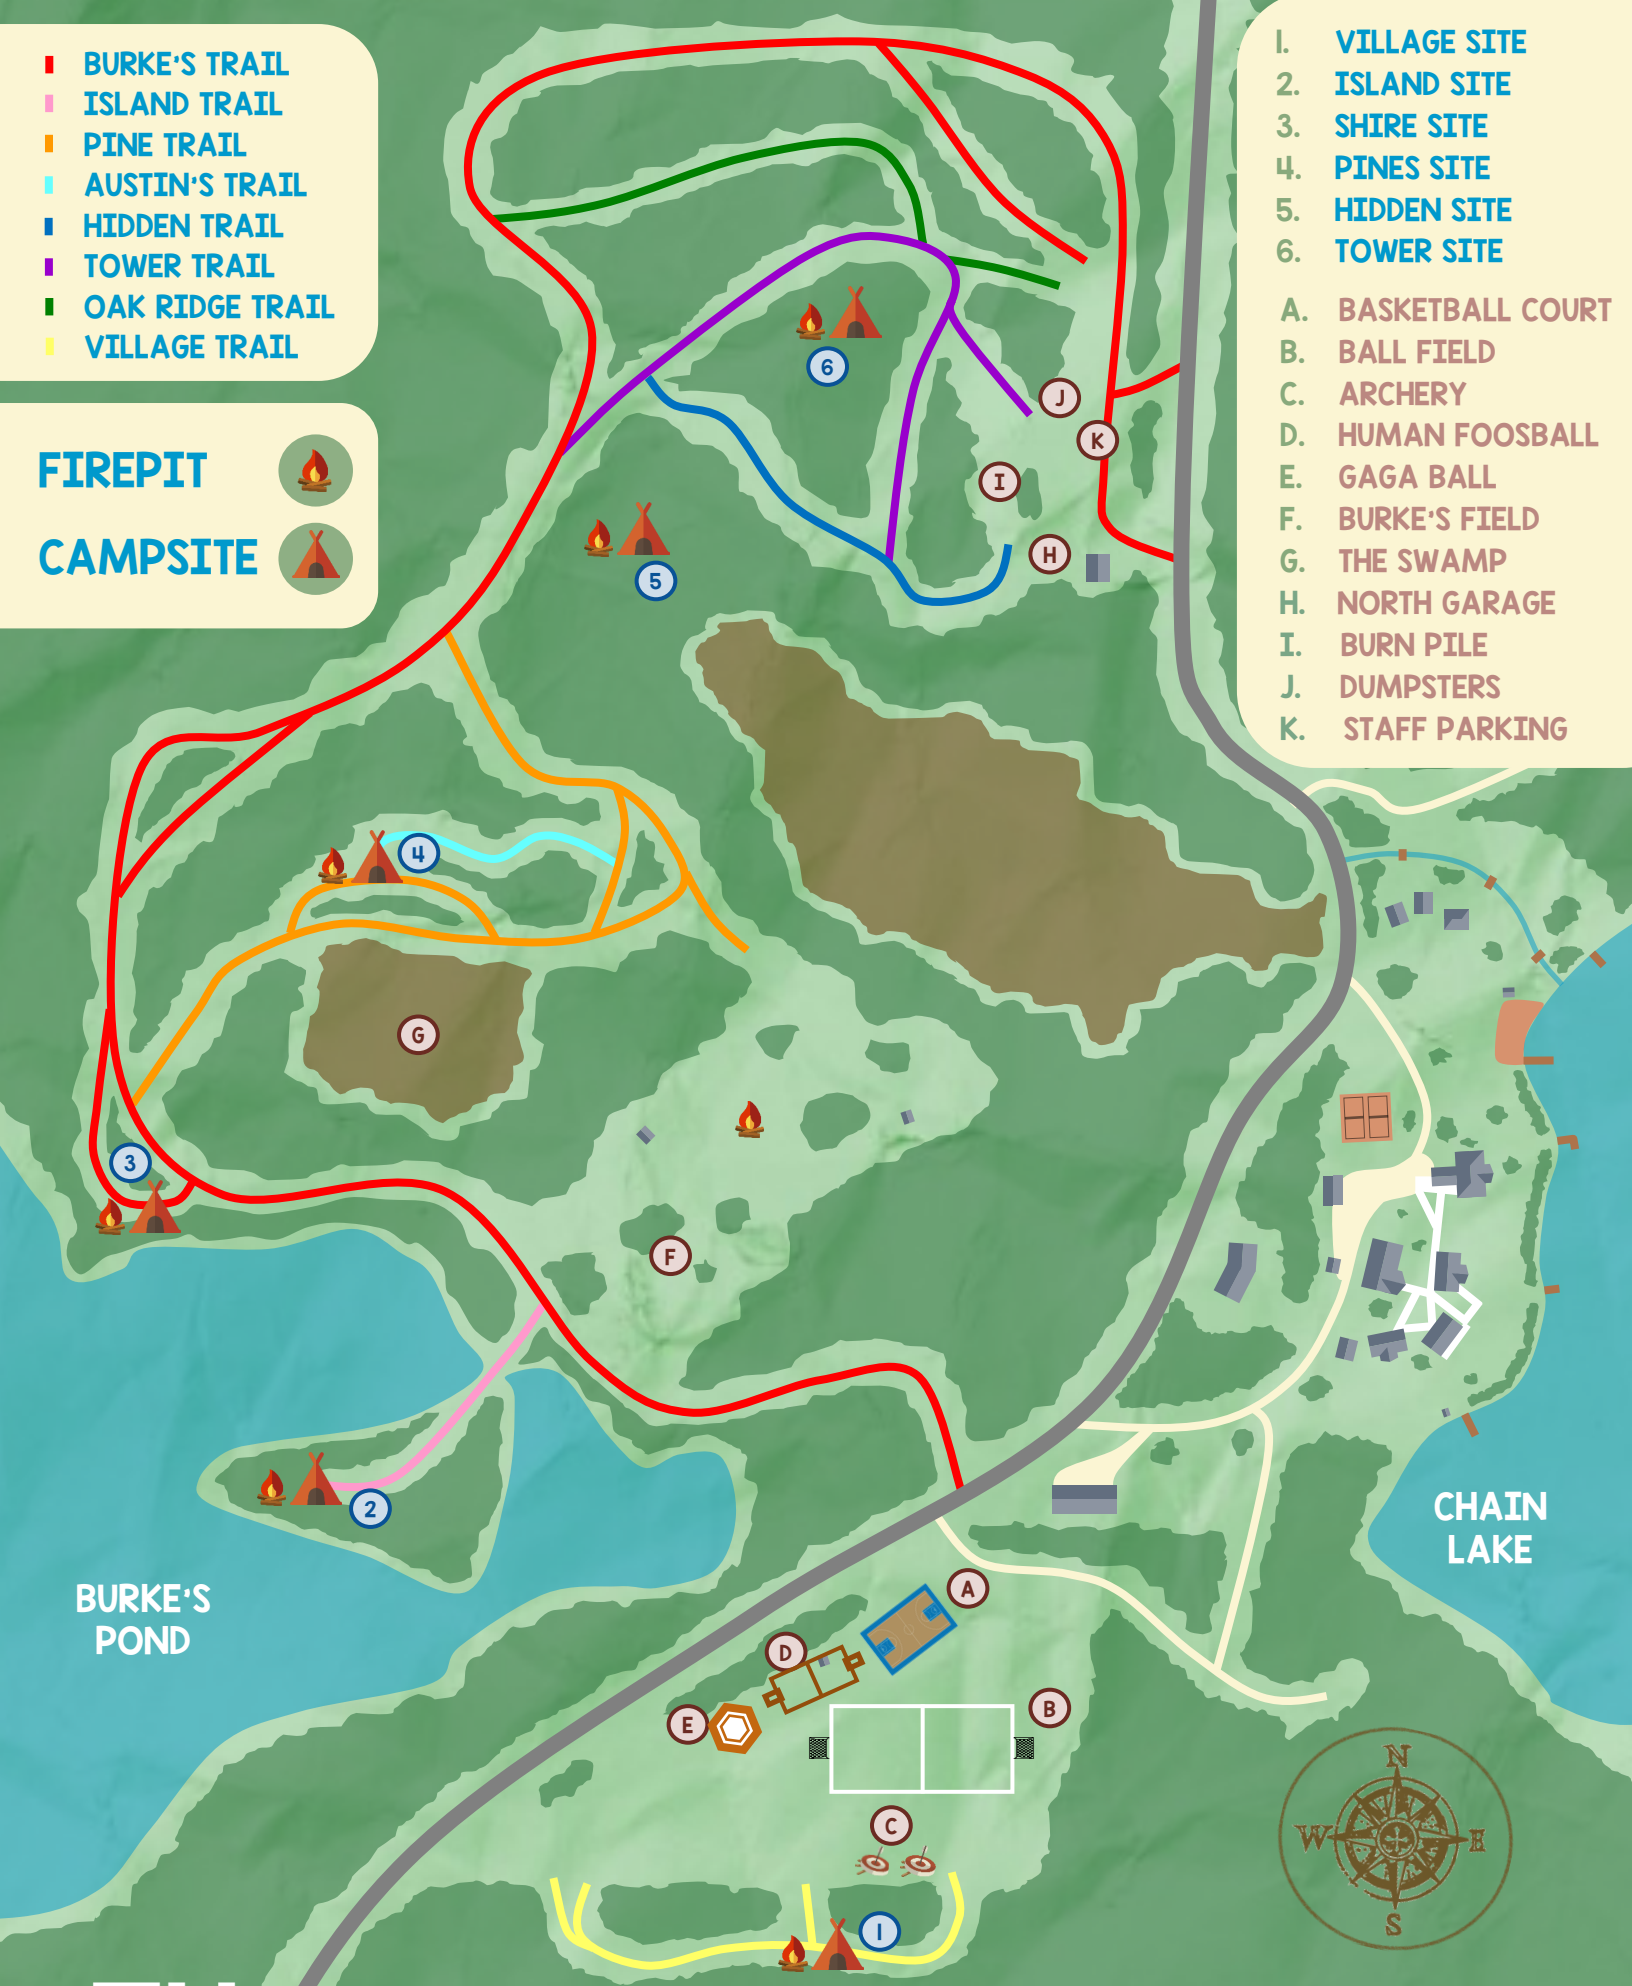 BURKE'S TRAIL
ISLAND TRAIL
PINE TRAIL
AUSTIN'S TRAIL
HIDDEN TRAIL
TOWER TRAIL
OAK RIDGE TRAIL
VILLAGE TRAIL
FIREPIT
CAMPSITE
1. VILLAGE SITE
2. ISLAND SITE
3. SHIRE SITE
4. PINES SITE
5. HIDDEN SITE
6. TOWER SITE
A. BASKETBALL COURT
B. BALL FIELD
C. ARCHERY
D. HUMAN FOOSBALL
E. GAGA BALL
F. BURKE'S FIELD
G. THE SWAMP
H. NORTH GARAGE
I. BURN PILE
J. DUMPSTERS
K. STAFF PARKING
6
J
K
I
H
5
4
G
3
F
2
CHAIN
LAKE
BURKE'S
POND
A
D
B
E
C
1
N
W E
S